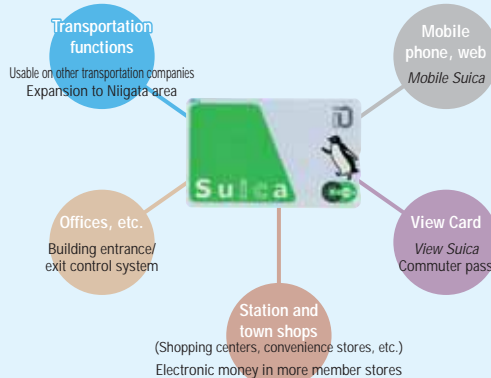 Transportation
functions
Usable on other transportation companies
Expansion to Niigata area
Mobile
phone, web
Mobile Suica
Suica
Offices, etc.
Building entrance/
exit control system
View Card
View Suica
Commuter pass
Station and
town shops
(Shopping centers, convenience stores, etc.)
Electronic money in more member stores